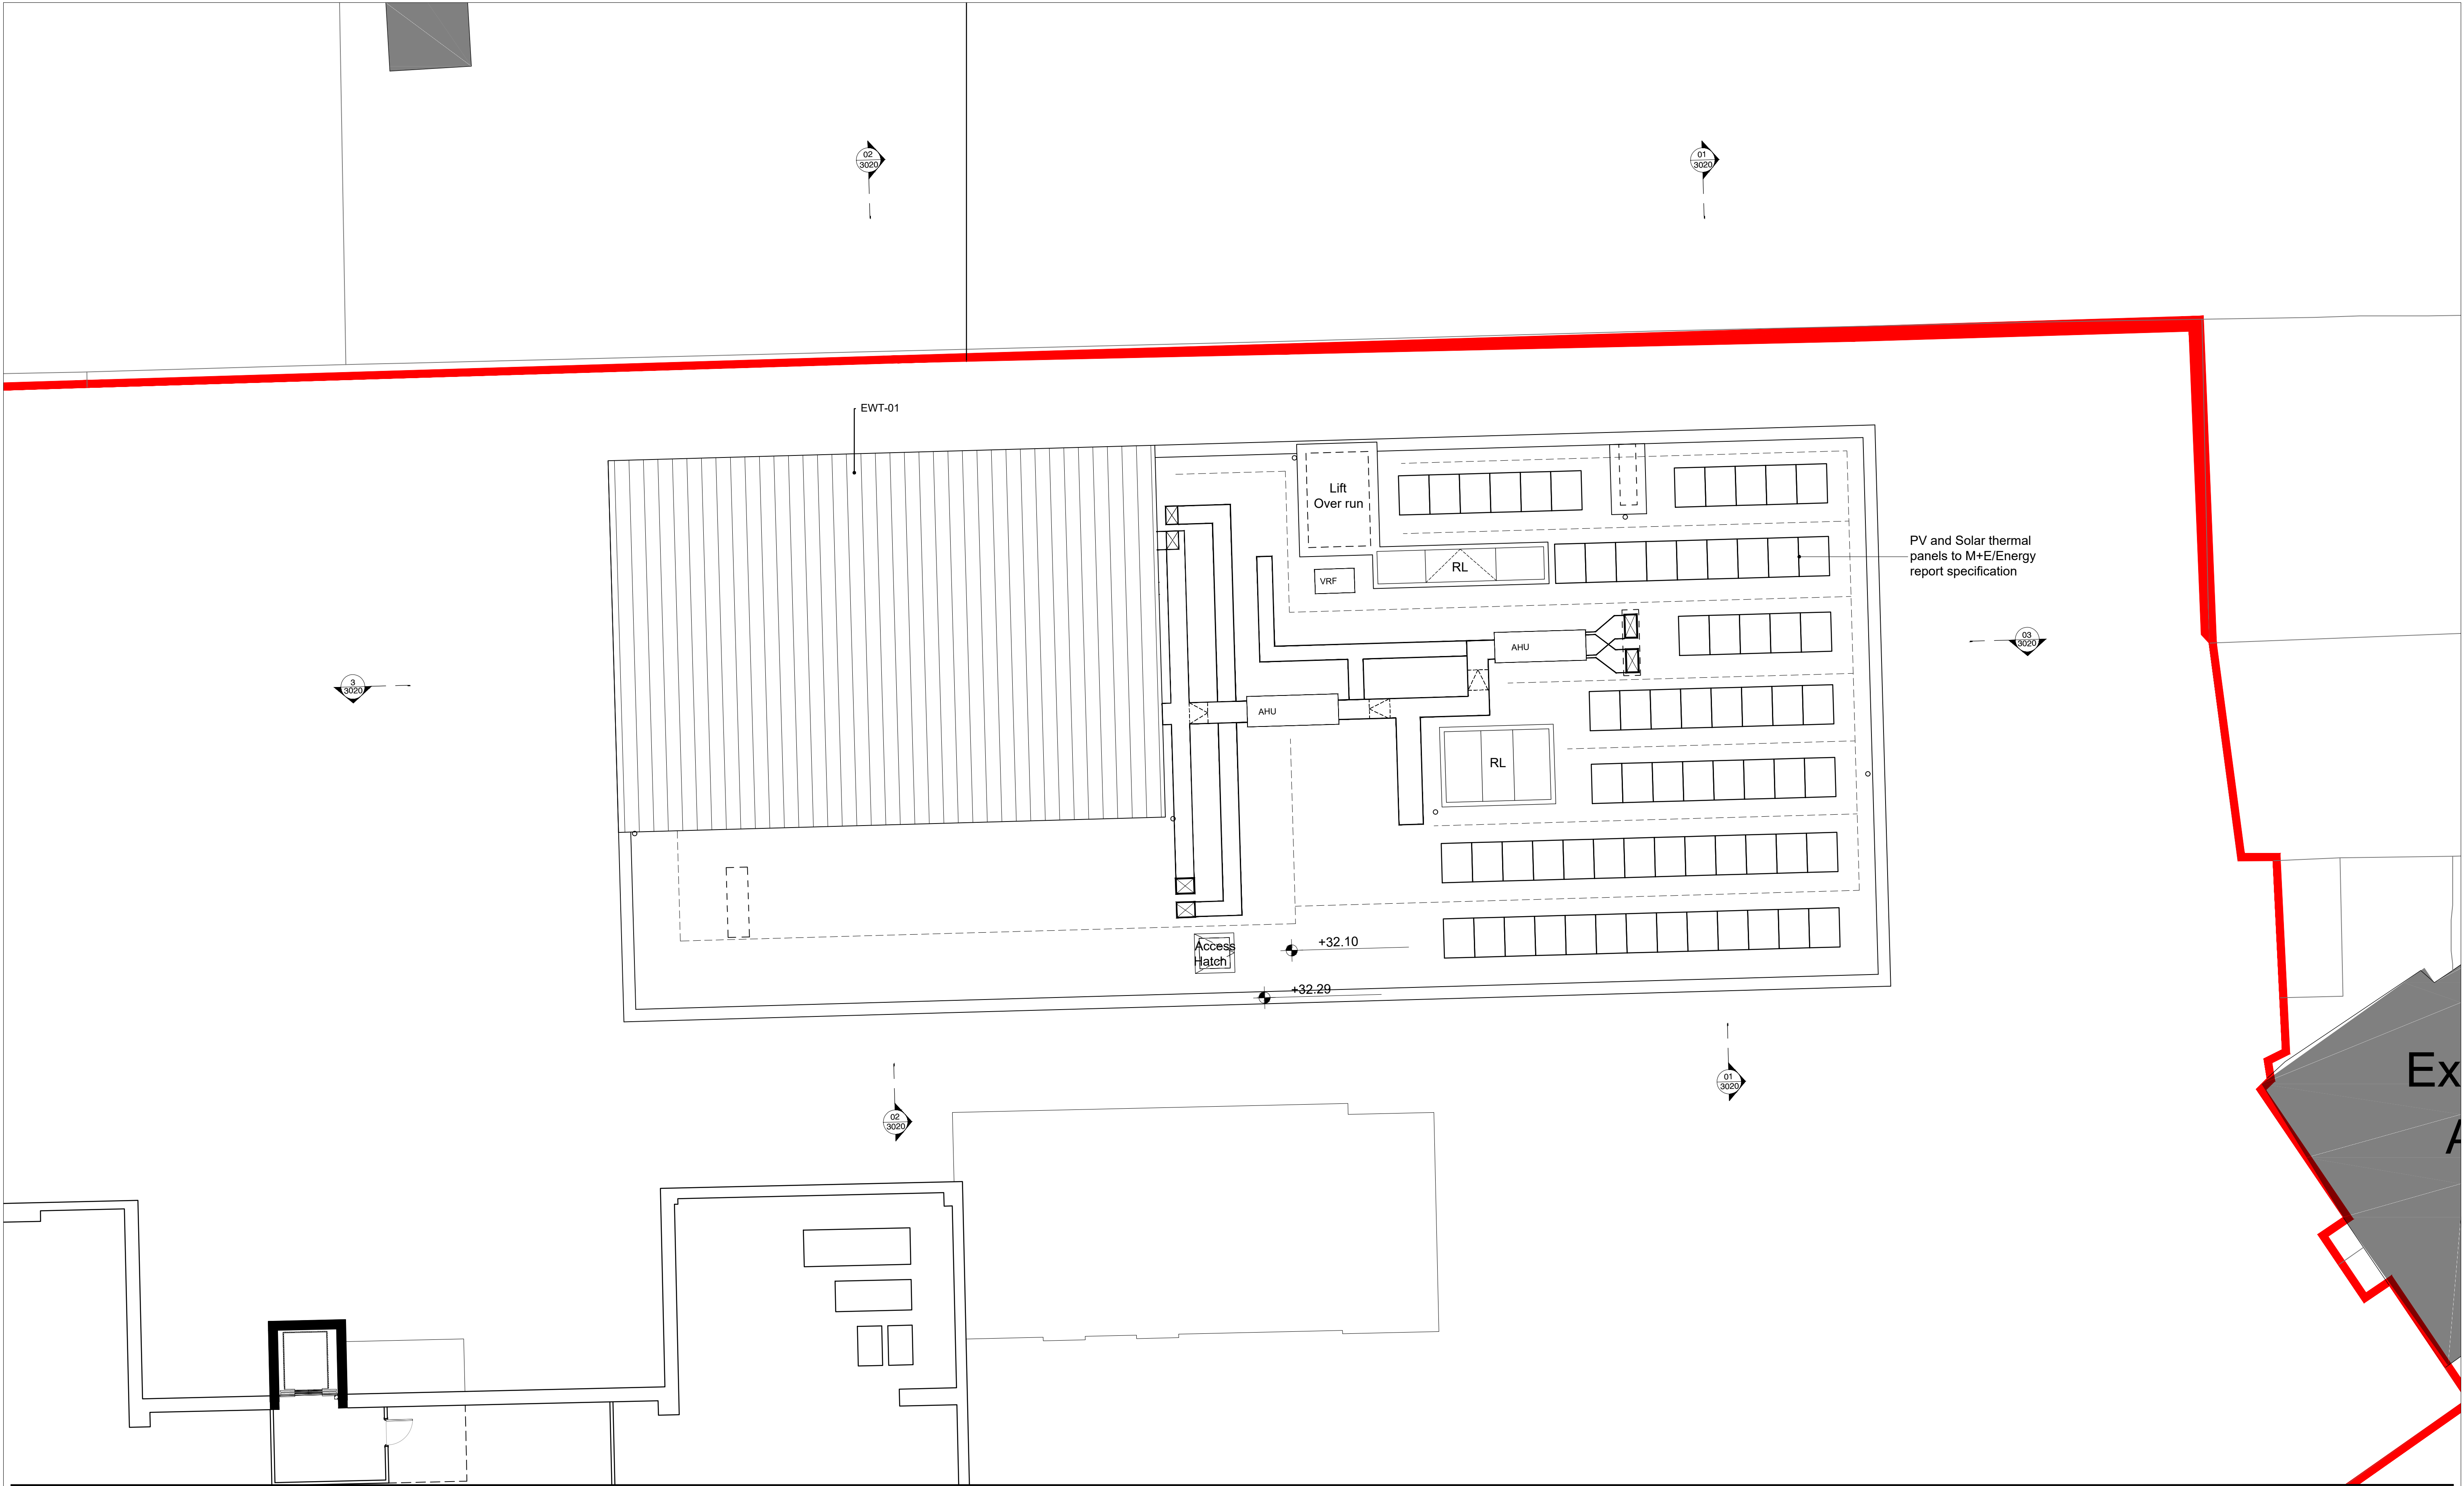 02
3020
01
3020
EWT-01
Lift
Over run
PV and Solar thermal
panels to M+E/Energy
report specification
RL
VRF
03
3020
AHU
3
3020
AHU
RL
+32.10
Access
Hatch
+32.29
Ex
A
01
3020
02
3020